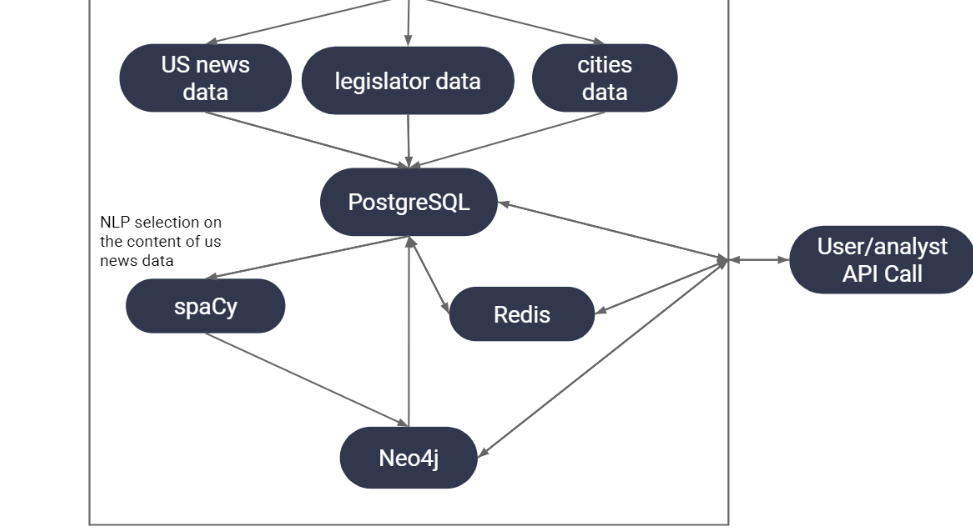 US news
data
legislator data
cities
data
PostgreSQL
NLP selection on
the content of us
news data
User/analyst
API Call
spaCy
Redis
Neo4j